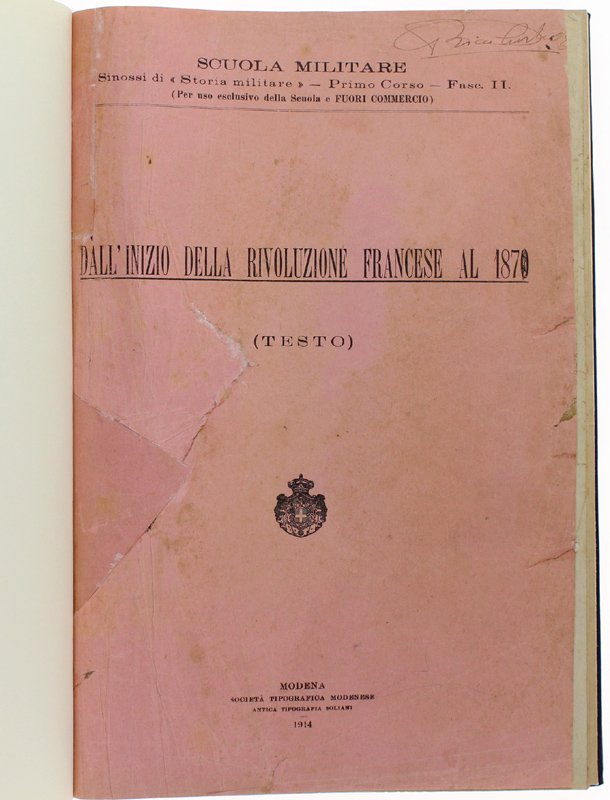 SCUOLA MILITARE
Sinossi di « Storia militare » — Primo Corso — Fasc. II.
(Per uso esclusivo della Scuola e FUORI COMMERCIO)
DALL'INIZIO DELLA RIVOLUZIONE FRANCESE AL 1870
(TESTO)
MODENA
SOCIETÀ TIPOGRAFICA MODENESE
ANTICA TIPOGRAFIA SOLIANI
1914